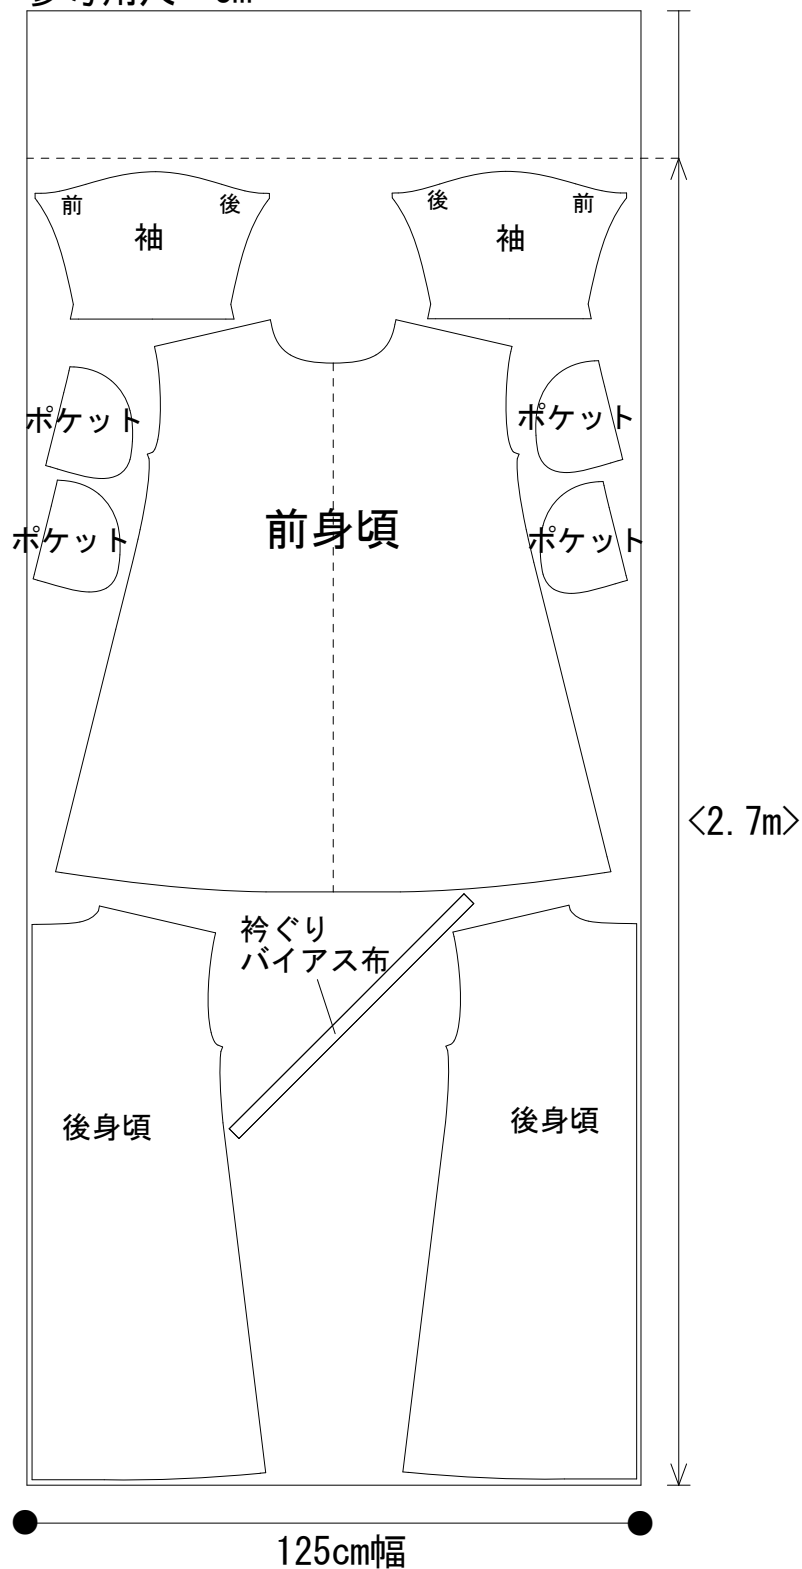 前
後
袖
後
前
袖
ポケット
ポケット
前身頃
ポケット
ポケット
<2.7m>
衿ぐり
バイアス布
後身頃
後身頃
125cm幅